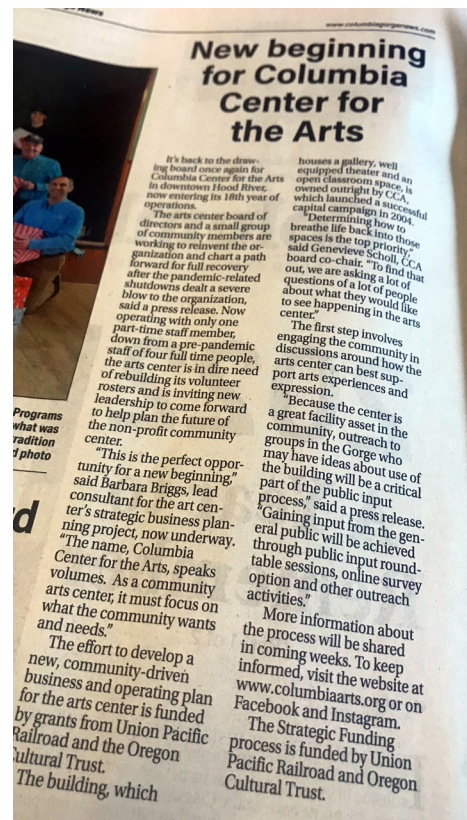 www.columbiagorgenews.com
New beginning
for Columbia
Center for
the Arts
It's back to the draw-
ing board once again for
Columbia Center for the Arts
in downtown Hood River,
now entering its 18th year of
operations.
The arts center board of
directors and a small group
of community members are
working to reinvent the or-
ganization and chart a path
forward for full recovery
after the pandemic-related
shutdowns dealt a severe
blow to the organization,
said a press release. Now
operating with only one
part-time staff member,
down from a pre-pandemic
staff of four full time people,
the arts center is in dire need
of rebuilding its volunteer
rosters and is inviting new
leadership to come forward
to help plan the future of
the non-profit community
center.
"This is the perfect oppor-
tunity for a new beginning,"
said Barbara Briggs, lead
consultant for the art cen-
ter's strategic business plan-
ning project, now underway.
"The name, Columbia
Center for the Arts, speaks
volumes. As a community
arts center, it must focus on
what the community wants
and needs."
The effort to develop a
new, community-driven
business and operating plan
for the arts center is funded
by grants from Union Pacific
Railroad and the Oregon
Cultural Trust.
The building, which
houses a gallery, well
equipped theater and an
open classroom space, is
owned outright by CCA,
which launched a successful
capital campaign in 2004.
"Determining how to
breathe life back into those
spaces is the top priority,"
said Genevieve Scholl, CCA
board co-chair. "To find that
out, we are asking a lot of
questions of a lot of people
about what they would like
to see happening in the arts
center."
The first step involves
engaging the community in
discussions around how the
arts center can best sup-
port arts experiences and
expression.
"Because the center is
a great facility asset in the
community, outreach to
groups in the Gorge who
may have ideas about use of
the building will be a critical
part of the public input
process," said a press release.
"Gaining input from the gen-
eral public will be achieved
through public input round-
table sessions, online survey
option and other outreach
activities."
More information about
the process will be shared
in coming weeks. To keep
informed, visit the website at
www.columbiaarts.org or on
Facebook and Instagram.
The Strategic Funding
process is funded by Union
Pacific Railroad and Oregon
Cultural Trust.
Programs
what was
radition
d photo
d